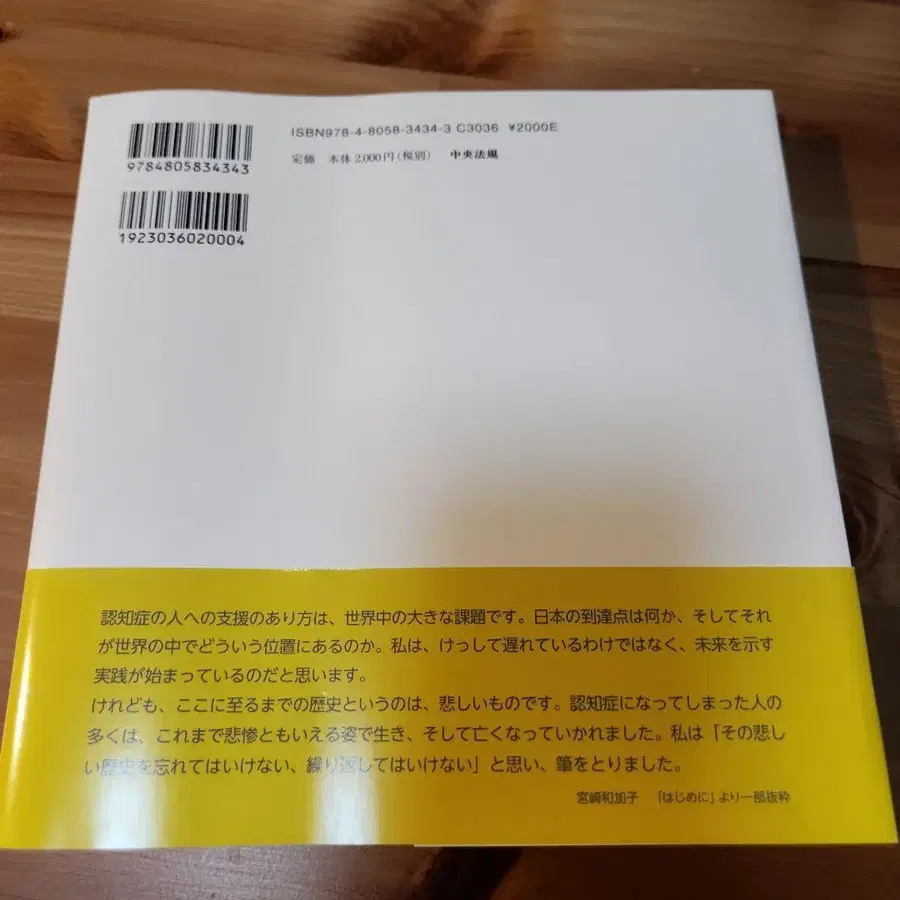 ISBN978-4-8058-3434-3 C3036 ¥2000E
定価　本体2,000円(税別)　中央法規
9784805834343
1923036020004
認知症の人への支援のあり方は、世界中の大きな課題です。日本の到達点は何か、そしてそれ
が世界の中でどういう位置にあるのか。私は、けっして遅れているわけではなく、未来を示す
実践が始まっているのだと思います。
けれども、ここに至るまでの歴史というのは、悲しいものです。認知症になってしまった人の
多くは、これまで悲惨ともいえる姿で生き、そして亡くなっていかれました。私は「その悲し
い歴史を忘れてはいけない、繰り返してはいけない」と思い、筆をとりました。
宮崎和加子　「はじめに」より一部抜粋